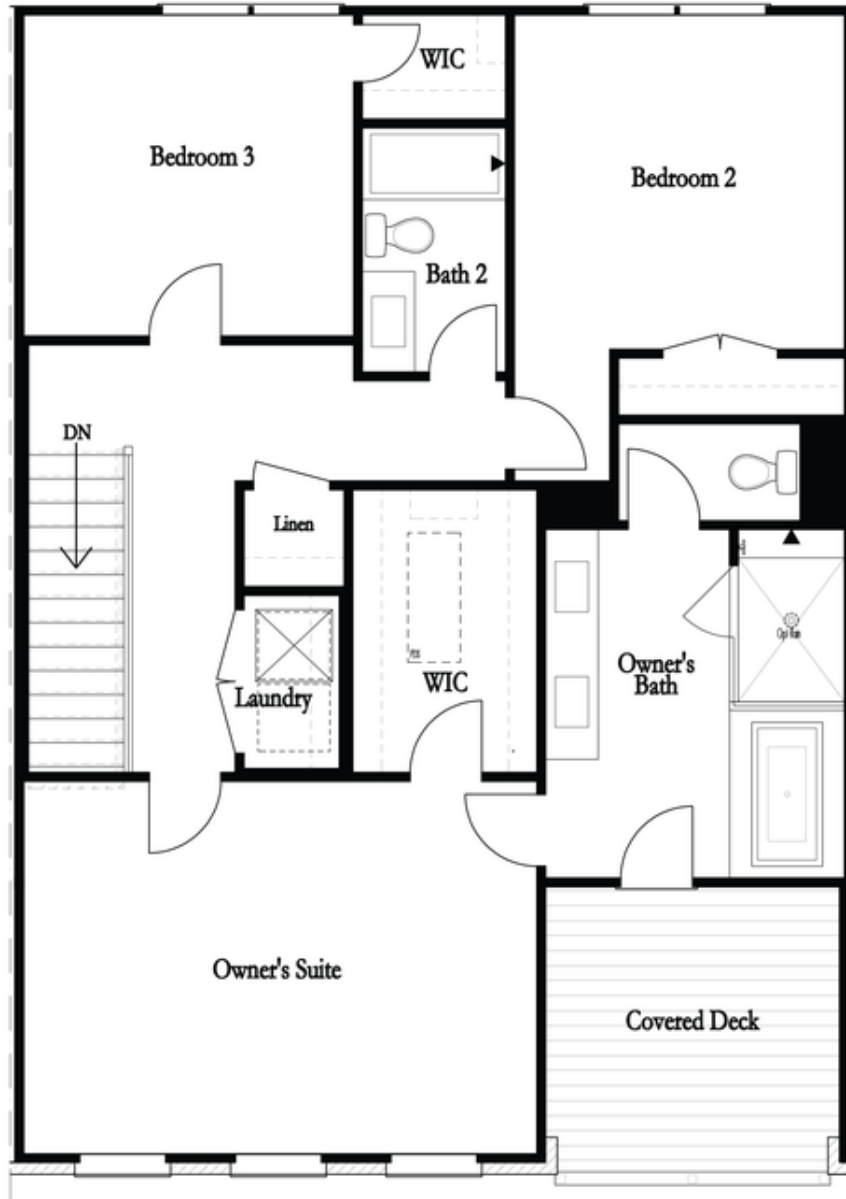 WIC
Bedroom 3
Bedroom 2
Bath 2
DN
Linen
Owner's
Bath
WIC
Laundry
Owner's Suite
Covered Deck